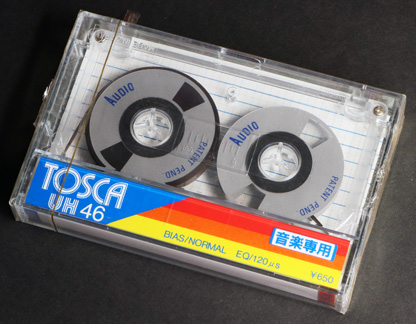 AUDIO
PATENT PEND
AUDIO
PATENT PEND
TOSCA
UH 46
音楽専用
BIAS/NORMAL EQ/120μs
¥650